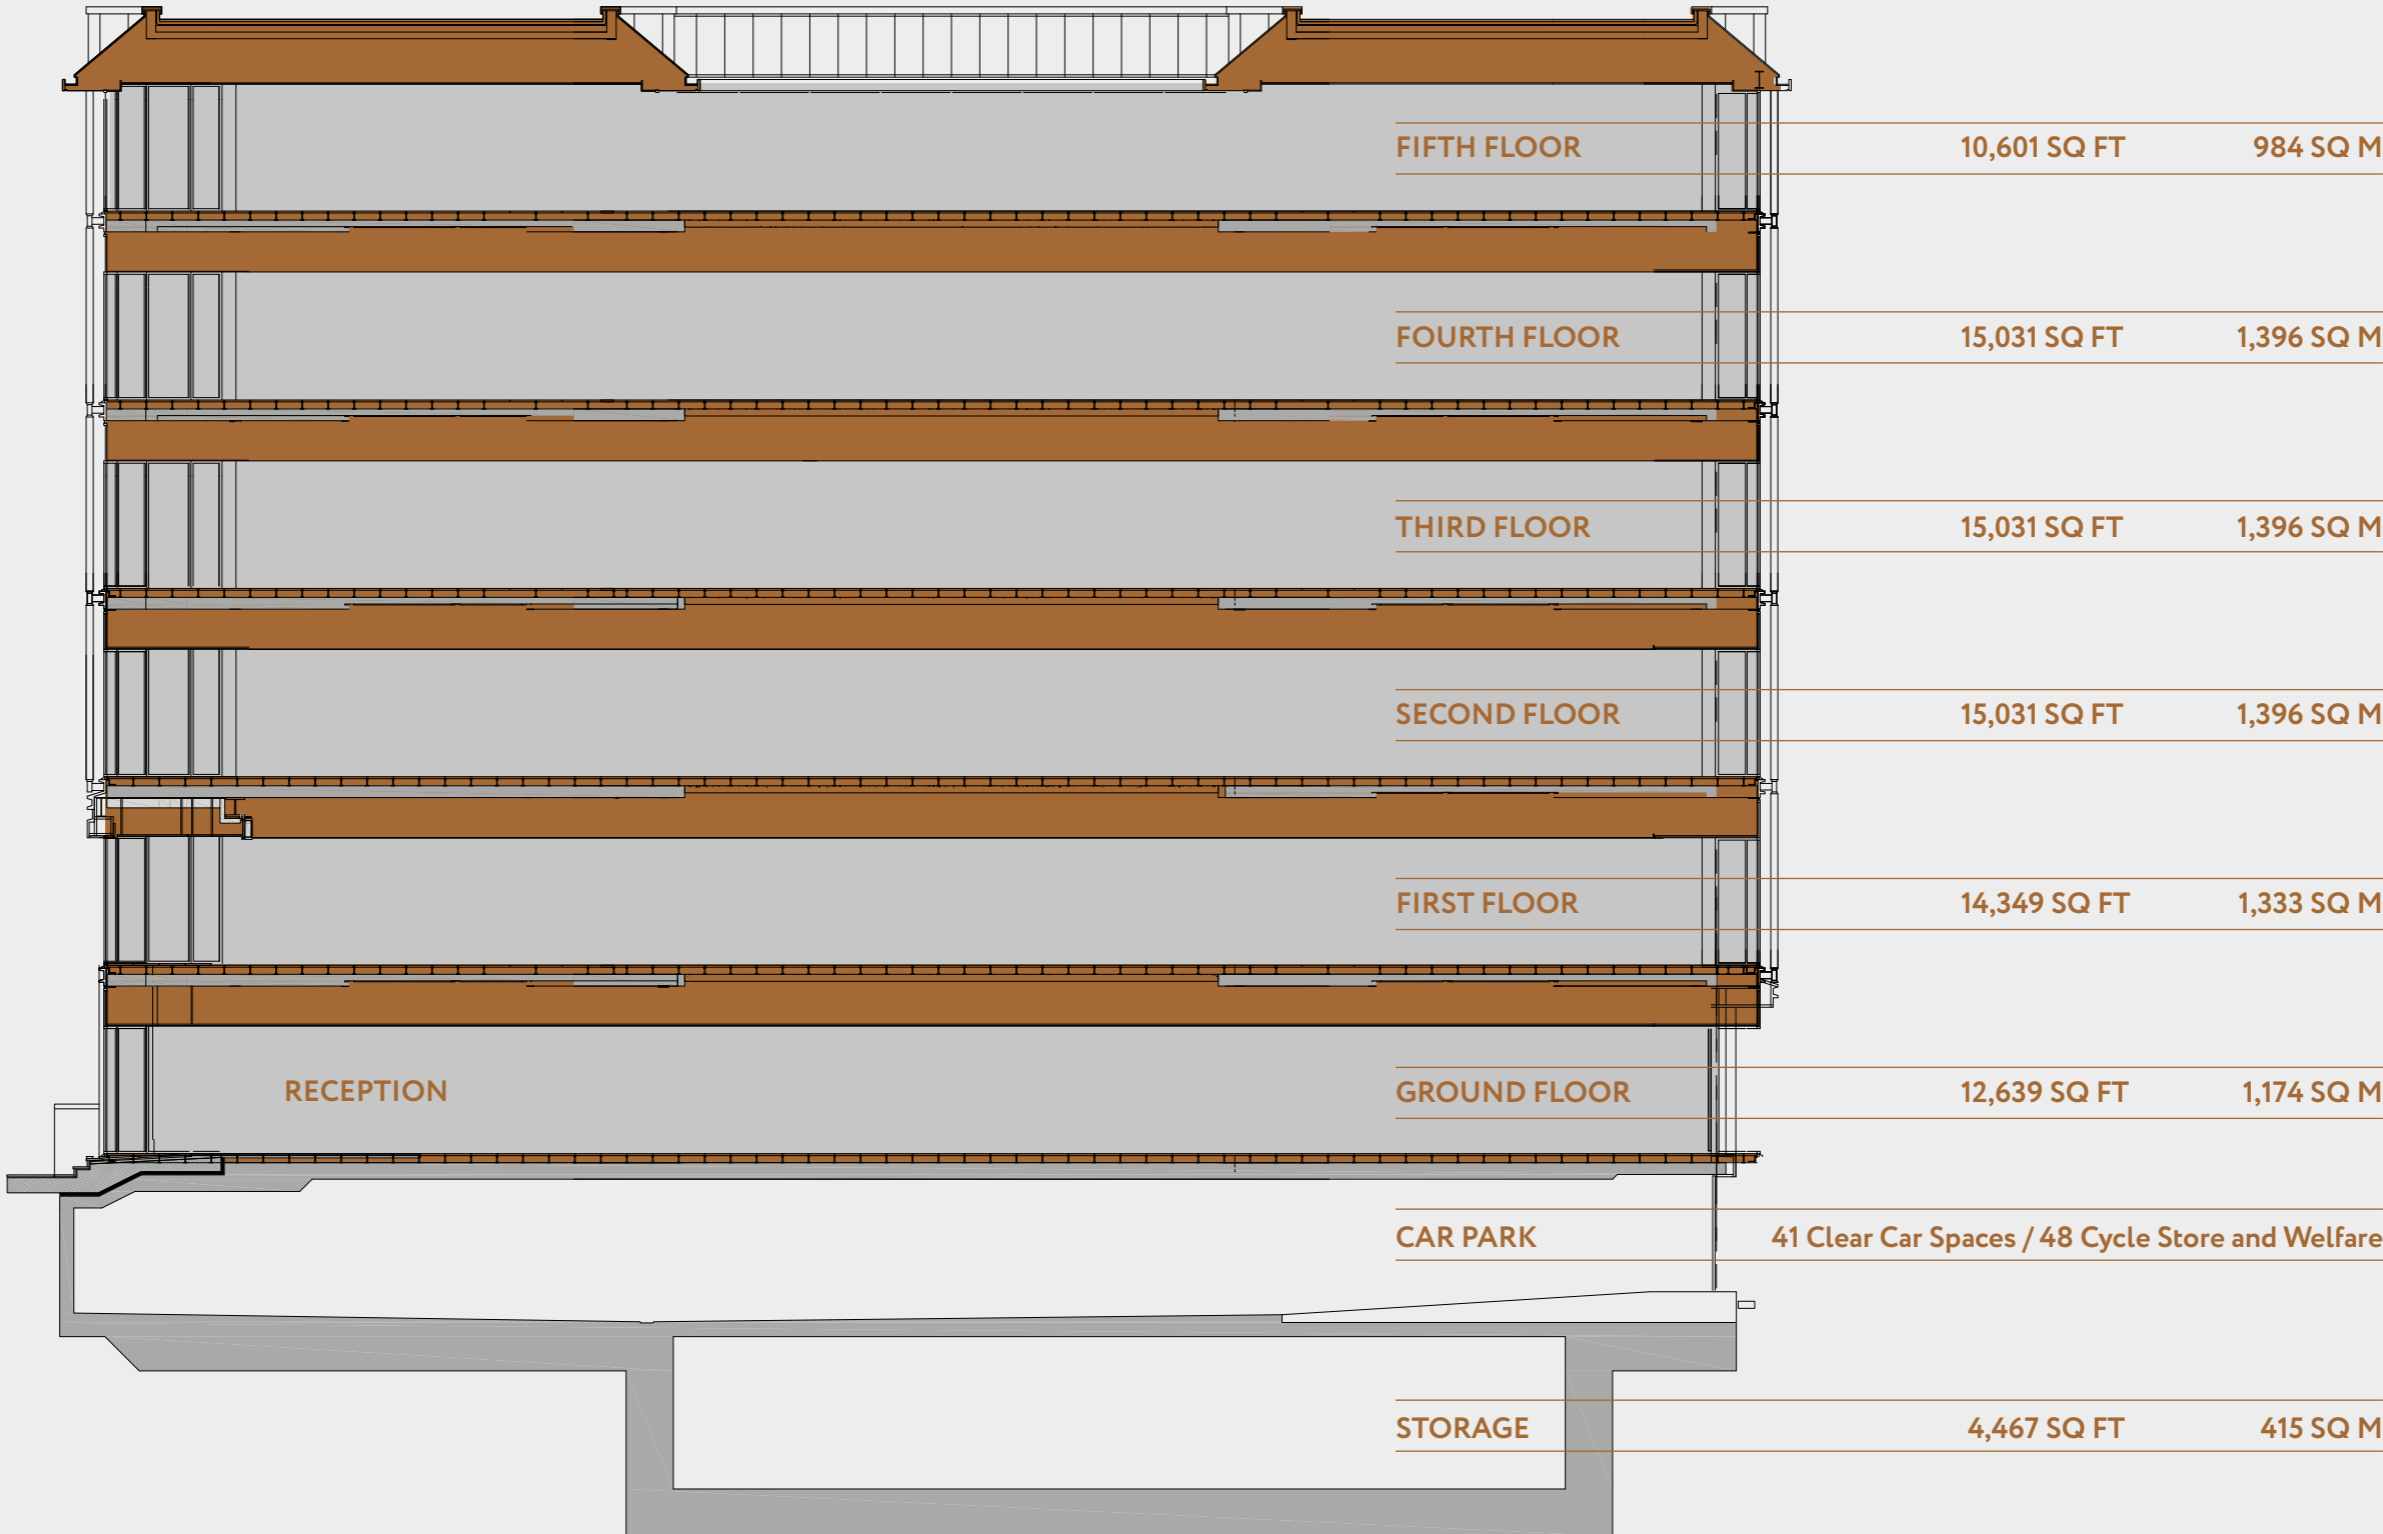 FIFTH FLOOR 10,601 SQ FT 984 SQ M
FOURTH FLOOR 15,031 SQ FT 1,396 SQ M
THIRD FLOOR 15,031 SQ FT 1,396 SQ M
SECOND FLOOR 15,031 SQ FT 1,396 SQ M
FIRST FLOOR 14,349 SQ FT 1,333 SQ M
RECEPTION GROUND FLOOR 12,639 SQ FT 1,174 SQ M
CAR PARK 41 Clear Car Spaces / 48 Cycle Store and Welfare
STORAGE 4,467 SQ FT 415 SQ M